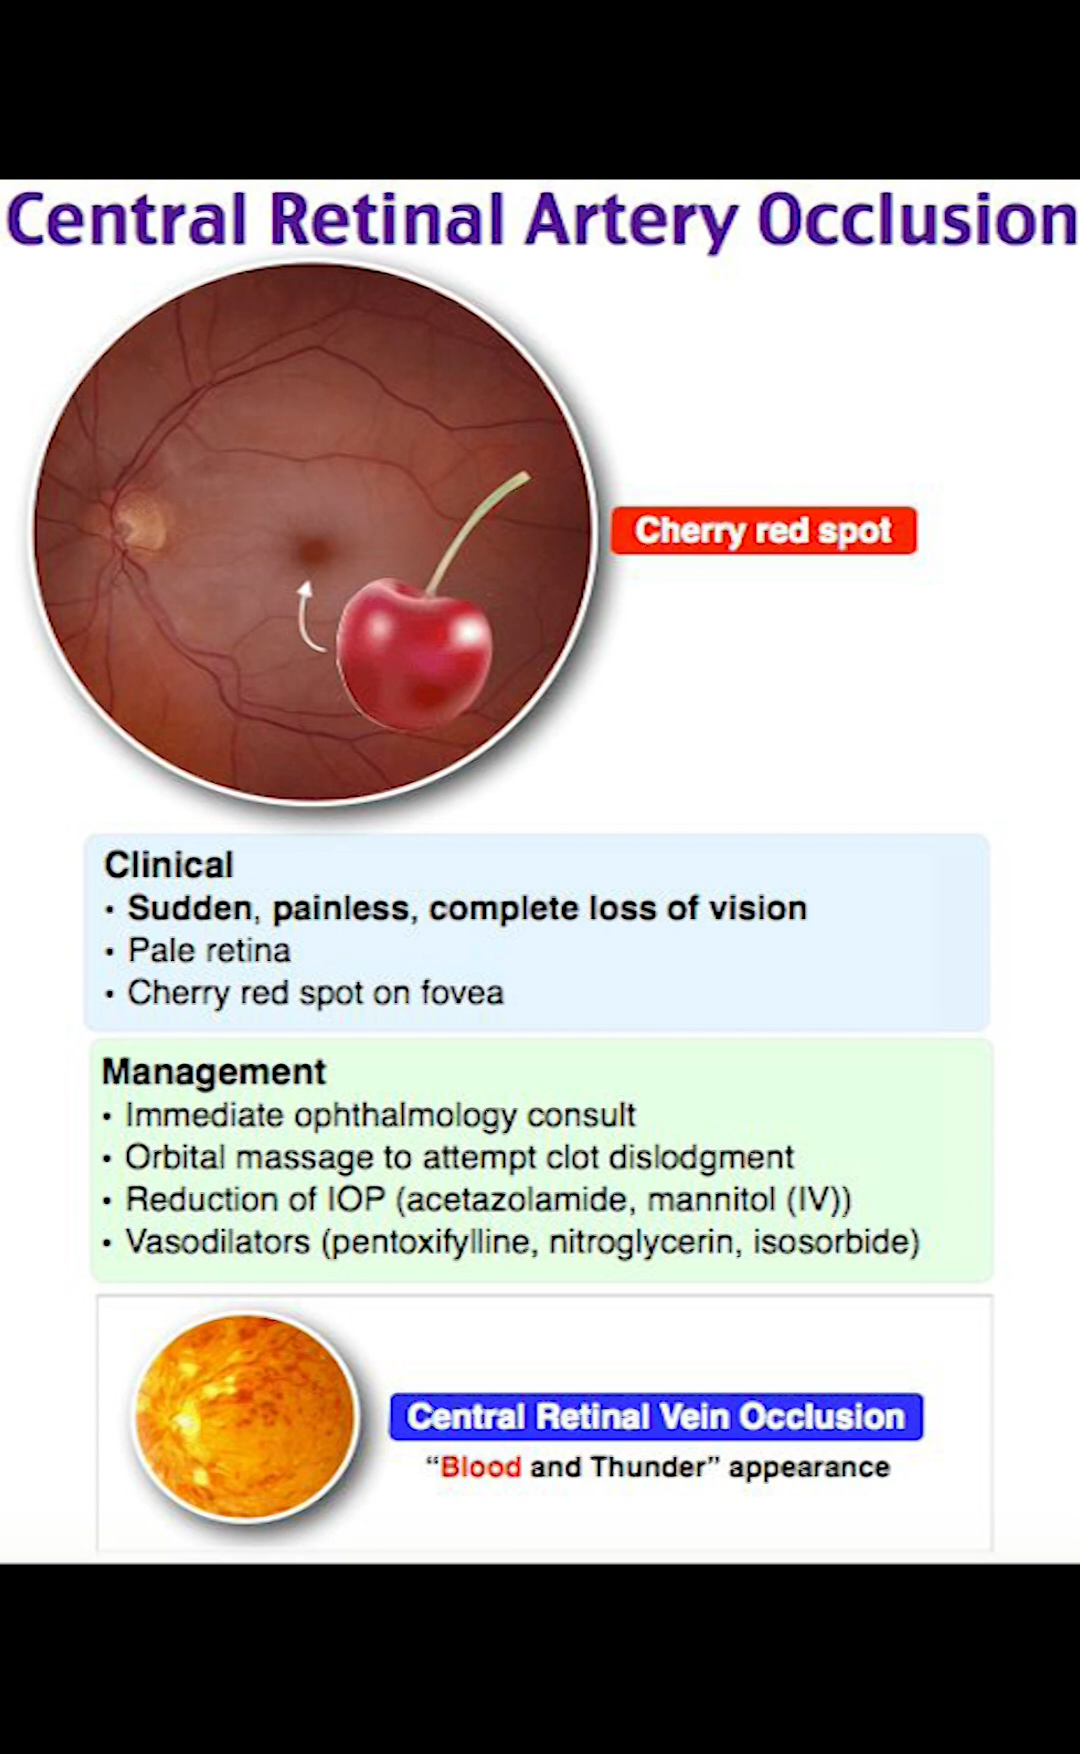 Central Retinal Artery Occlusion
Cherry red spot
Clinical
• Sudden, painless, complete loss of vision
• Pale retina
• Cherry red spot on fovea
Management
• Immediate ophthalmology consult
• Orbital massage to attempt clot dislodgment
• Reduction of IOP (acetazolamide, mannitol (IV))
• Vasodilators (pentoxifylline, nitroglycerin, isosorbide)
Central Retinal Vein Occlusion
“Blood and Thunder” appearance